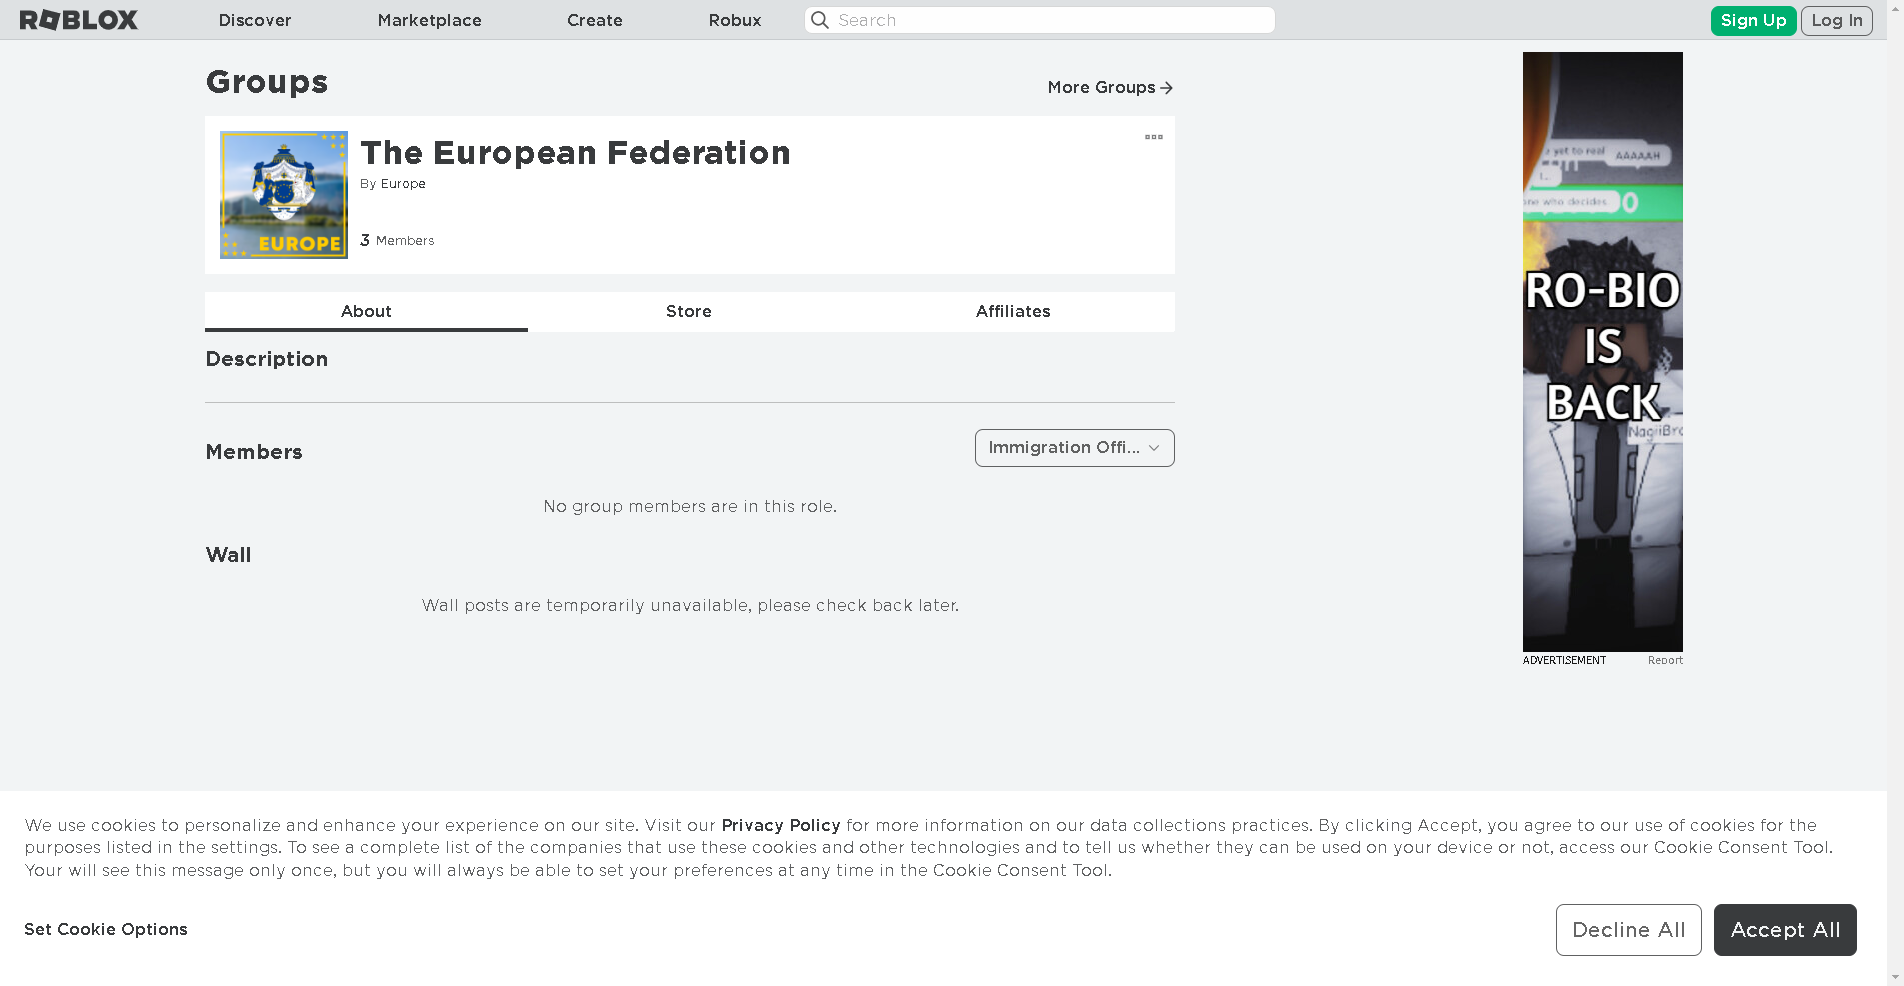 ROBLOX Discover Marketplace Create Robux Search Sign Up Log In
Groups
More Groups
The European Federation
By Europe
3 Members
EUROPE
About Store Affiliates
Description
Members
Immigration Offi...
No group members are in this role.
Wall
Wall posts are temporarily unavailable, please check back later.
yet to real
AAAAAH
one who decides..
0
RO-BIO
IS
BACK
ADVERTISEMENT Report
We use cookies to personalize and enhance your experience on our site. Visit our Privacy Policy for more information on our data collections practices. By clicking Accept, you agree to our use of cookies for the
purposes listed in the settings. To see a complete list of the companies that use these cookies and other technologies and to tell us whether they can be used on your device or not, access our Cookie Consent Tool.
Your will see this message only once, but you will always be able to set your preferences at any time in the Cookie Consent Tool.
Set Cookie Options
Decline All Accept All